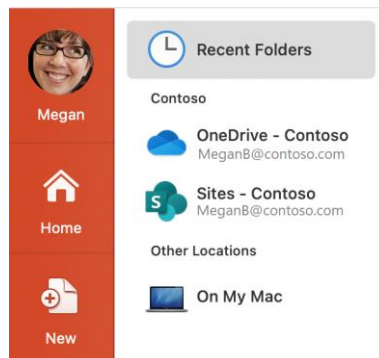 Megan
Home
New
Recent Folders
Contoso
OneDrive - Contoso
MeganB@contoso.com
S
Sites - Contoso
MeganB@contoso.com
Other Locations
On My Mac